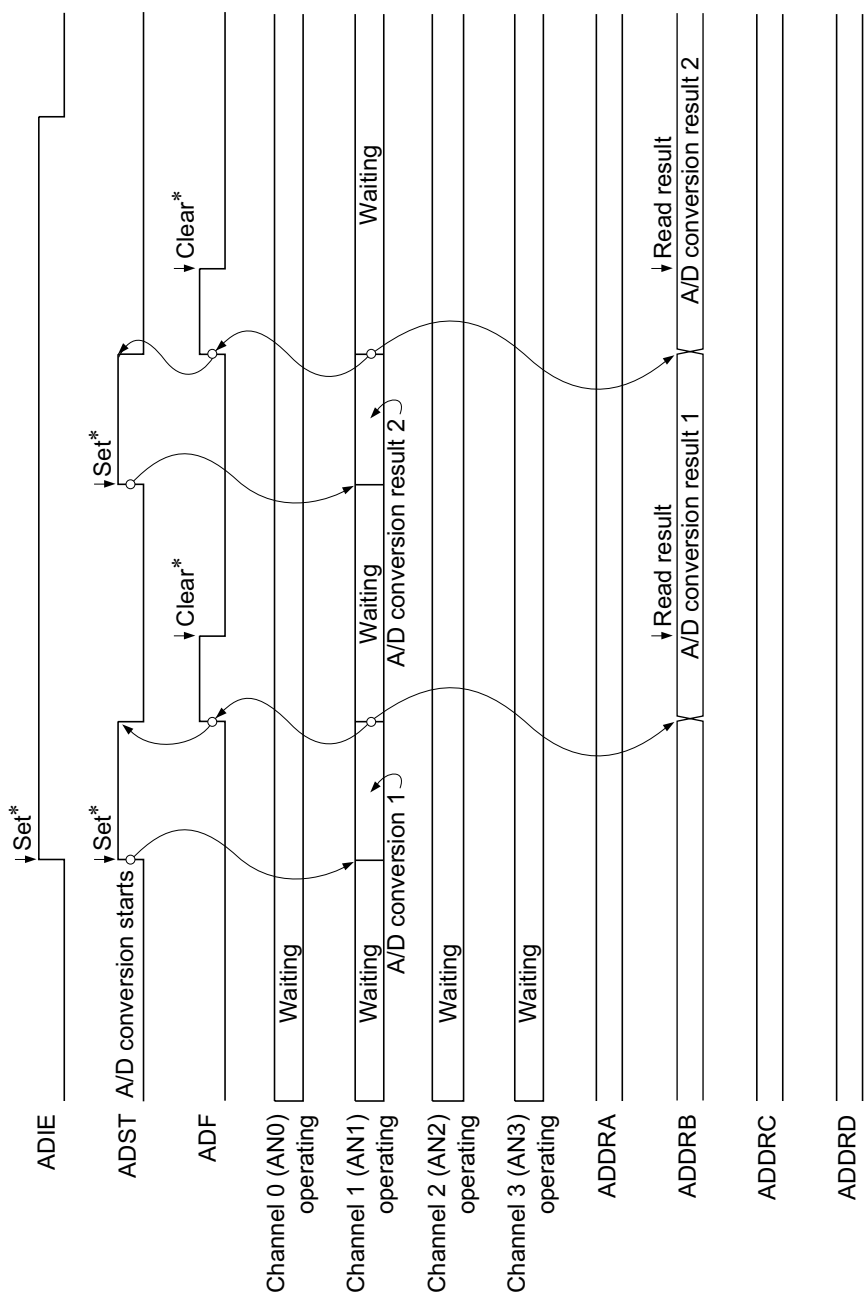 ADIE
Set*
ADST
A/D conversion starts
Set*
Set*
ADF
Clear*
Clear*
Channel 0 (AN0)
operating
Waiting
Channel 1 (AN1)
operating
Waiting
A/D conversion 1
Waiting
A/D conversion result 2
Waiting
Channel 2 (AN2)
operating
Waiting
Channel 3 (AN3)
operating
Waiting
ADDRA
ADDRB
Read result
A/D conversion result 1
Read result
A/D conversion result 2
ADDRC
ADDRD